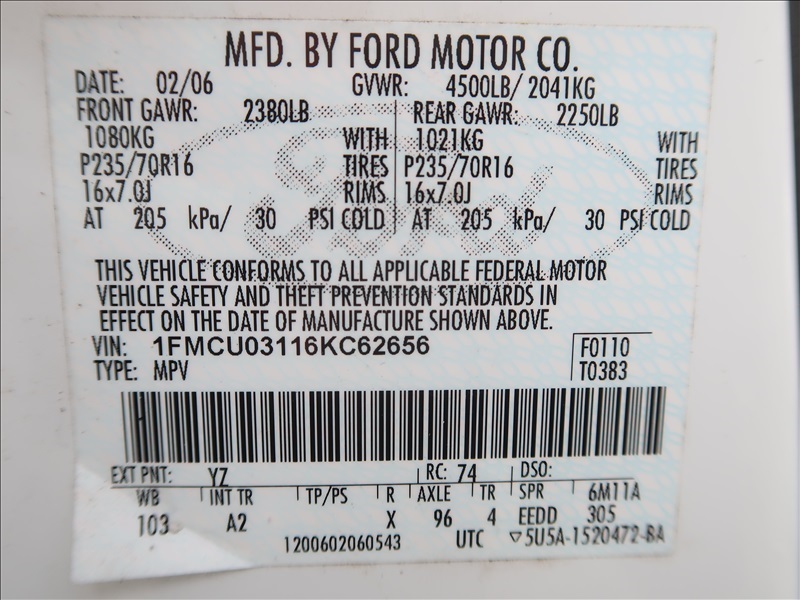 MFD. BY FORD MOTOR CO.
DATE: 02/06 GVWR: 4500LB/ 2041KG
FRONT GAWR: 2380LB REAR GAWR: 2250LB
1080KG WITH 1021KG WITH
P235/70R16 TIRES P235/70R16 TIRES
16x7.0J RIMS 16x7.0J RIMS
AT 205 kPa/ 30 PSI COLD AT 205 kPa/ 30 PSI COLD
Ford
THIS VEHICLE CONFORMS TO ALL APPLICABLE FEDERAL MOTOR
VEHICLE SAFETY AND THEFT PREVENTION STANDARDS IN
EFFECT ON THE DATE OF MANUFACTURE SHOWN ABOVE.
VIN: 1FMCU03116KC62656 F0110
TYPE: MPV T0383
EXT PNT: YZ RC: 74 DSO:
WB INT TR TP/PS R AXLE TR SPR 6M11A
103 A2 X 96 4 EEDD 305
1200602060543 UTC ▽5U5A-1520472-BA